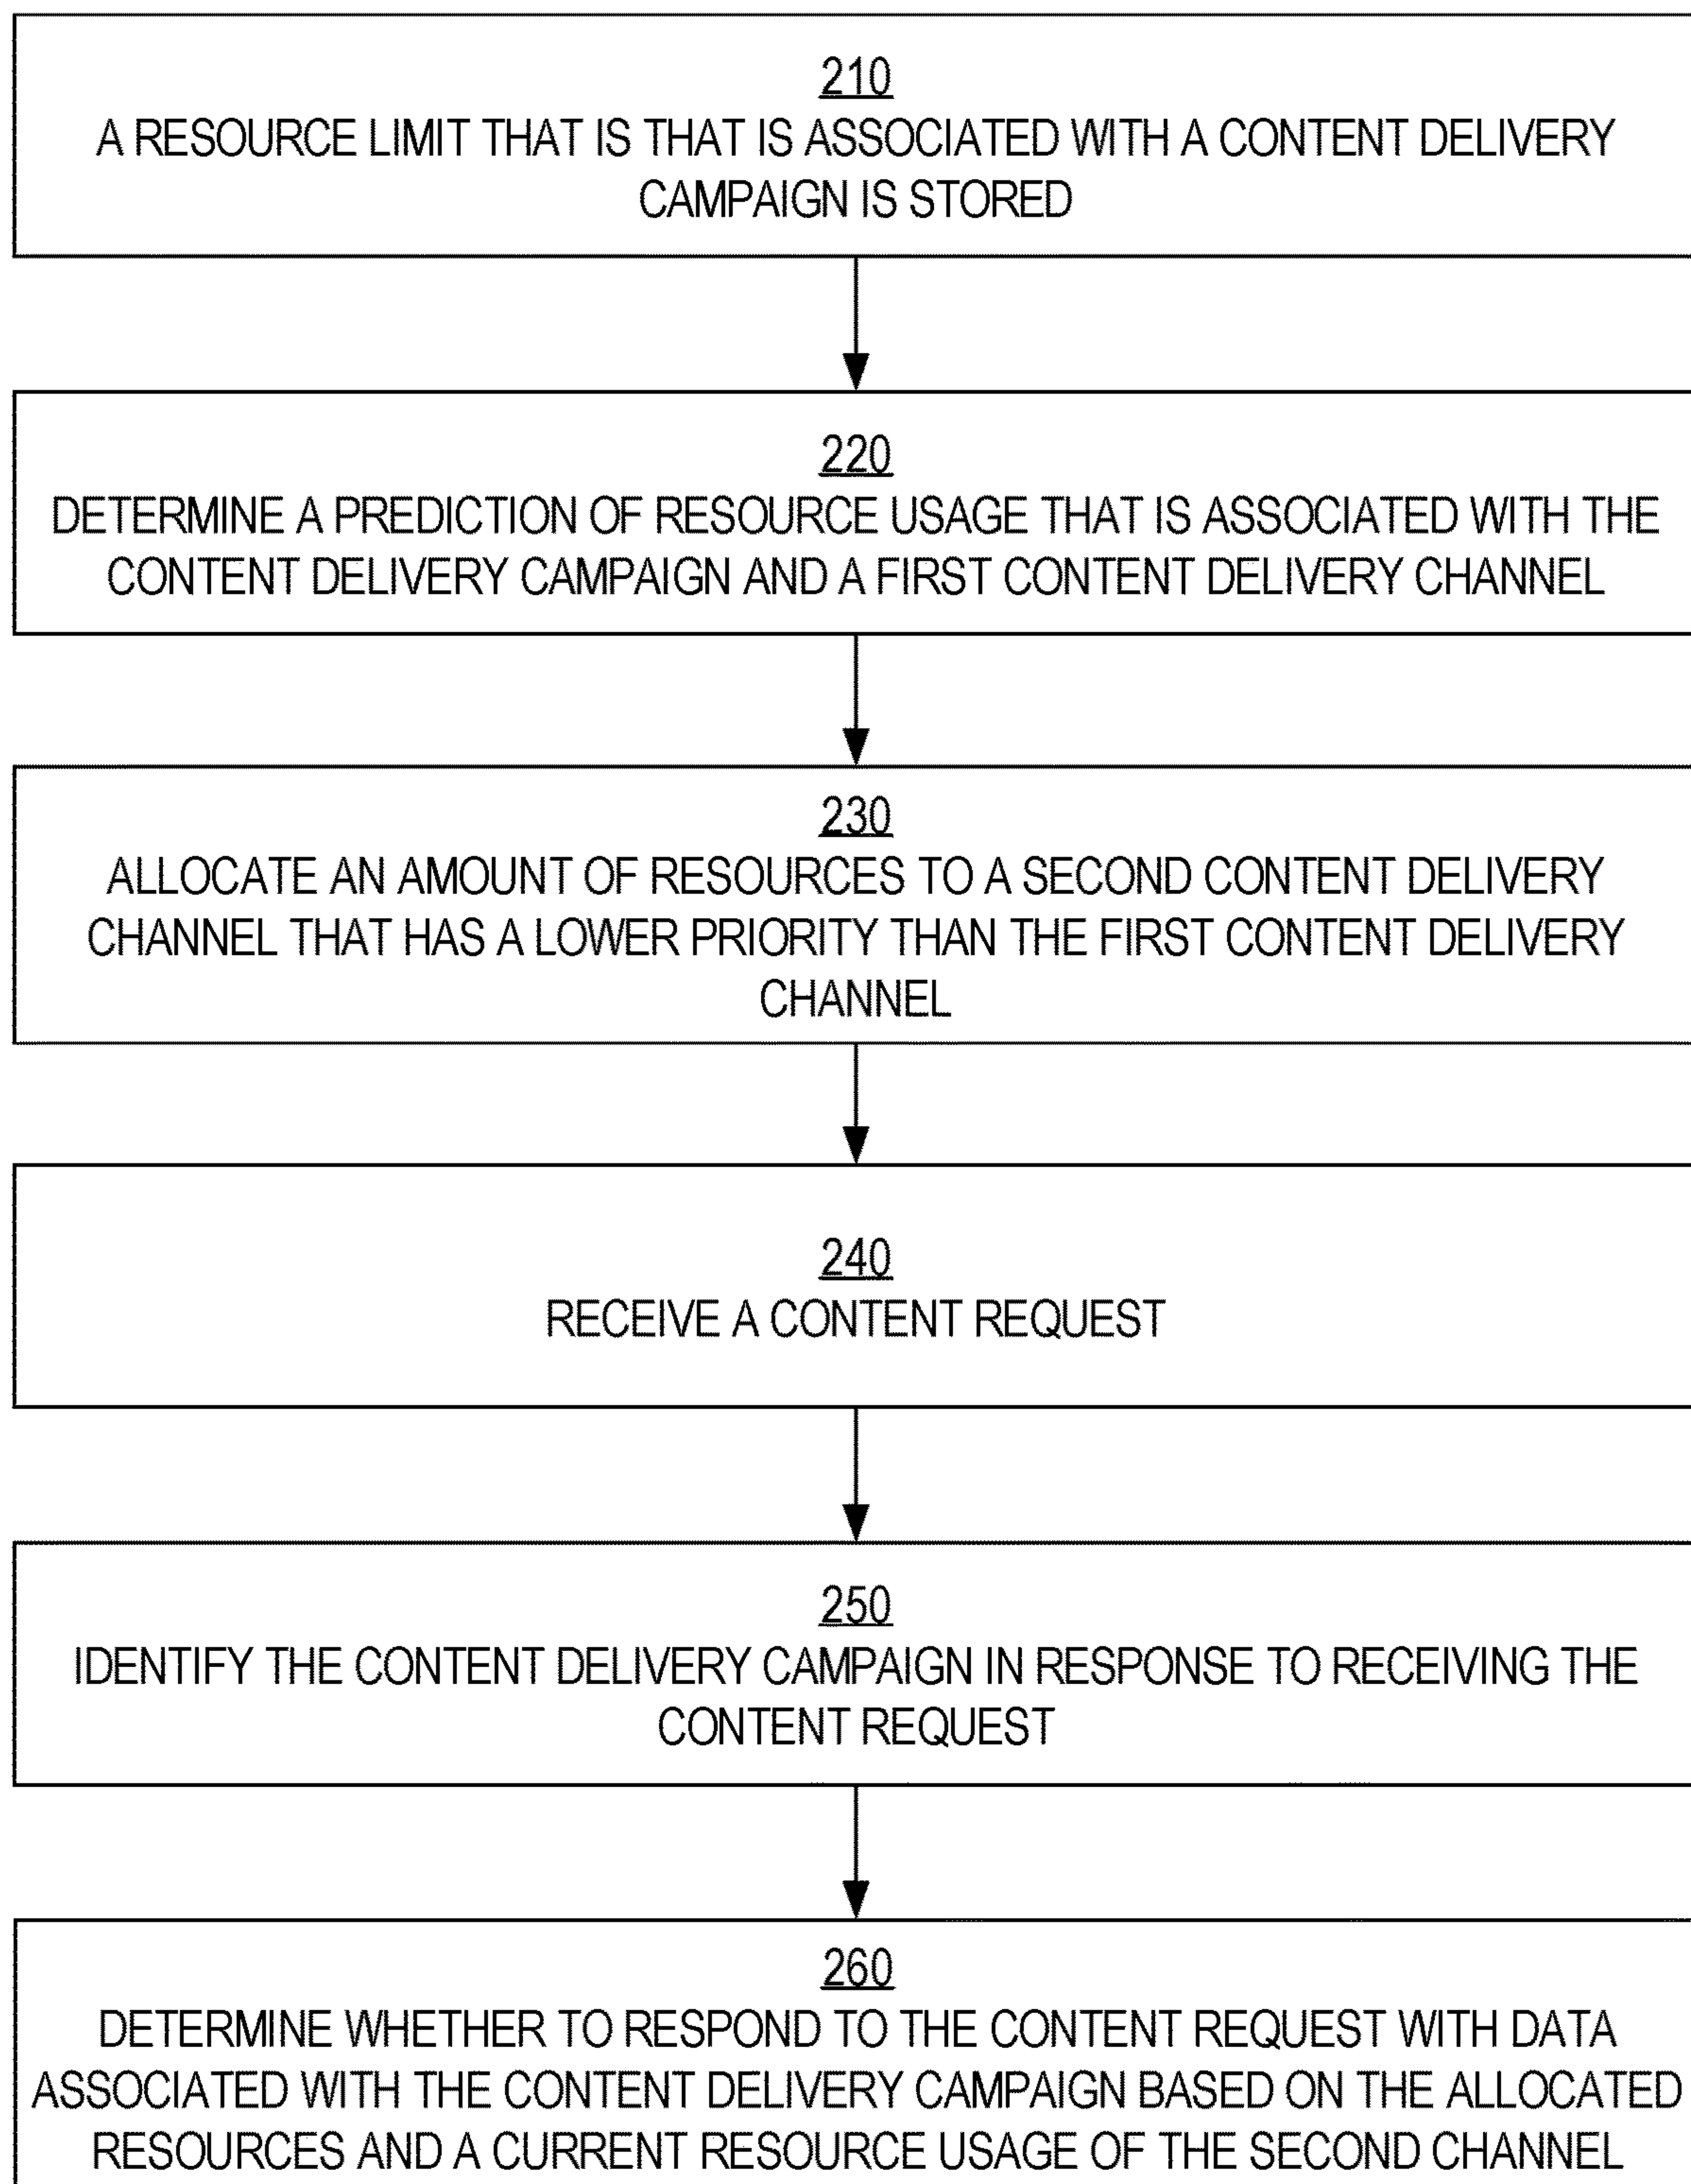 210
A RESOURCE LIMIT THAT IS THAT IS ASSOCIATED WITH A CONTENT DELIVERY
CAMPAIGN IS STORED
220
DETERMINE A PREDICTION OF RESOURCE USAGE THAT IS ASSOCIATED WITH THE
CONTENT DELIVERY CAMPAIGN AND A FIRST CONTENT DELIVERY CHANNEL
230
ALLOCATE AN AMOUNT OF RESOURCES TO A SECOND CONTENT DELIVERY
CHANNEL THAT HAS A LOWER PRIORITY THAN THE FIRST CONTENT DELIVERY
CHANNEL
240
RECEIVE A CONTENT REQUEST
250
IDENTIFY THE CONTENT DELIVERY CAMPAIGN IN RESPONSE TO RECEIVING THE
CONTENT REQUEST
260
DETERMINE WHETHER TO RESPOND TO THE CONTENT REQUEST WITH DATA
ASSOCIATED WITH THE CONTENT DELIVERY CAMPAIGN BASED ON THE ALLOCATED
RESOURCES AND A CURRENT RESOURCE USAGE OF THE SECOND CHANNEL